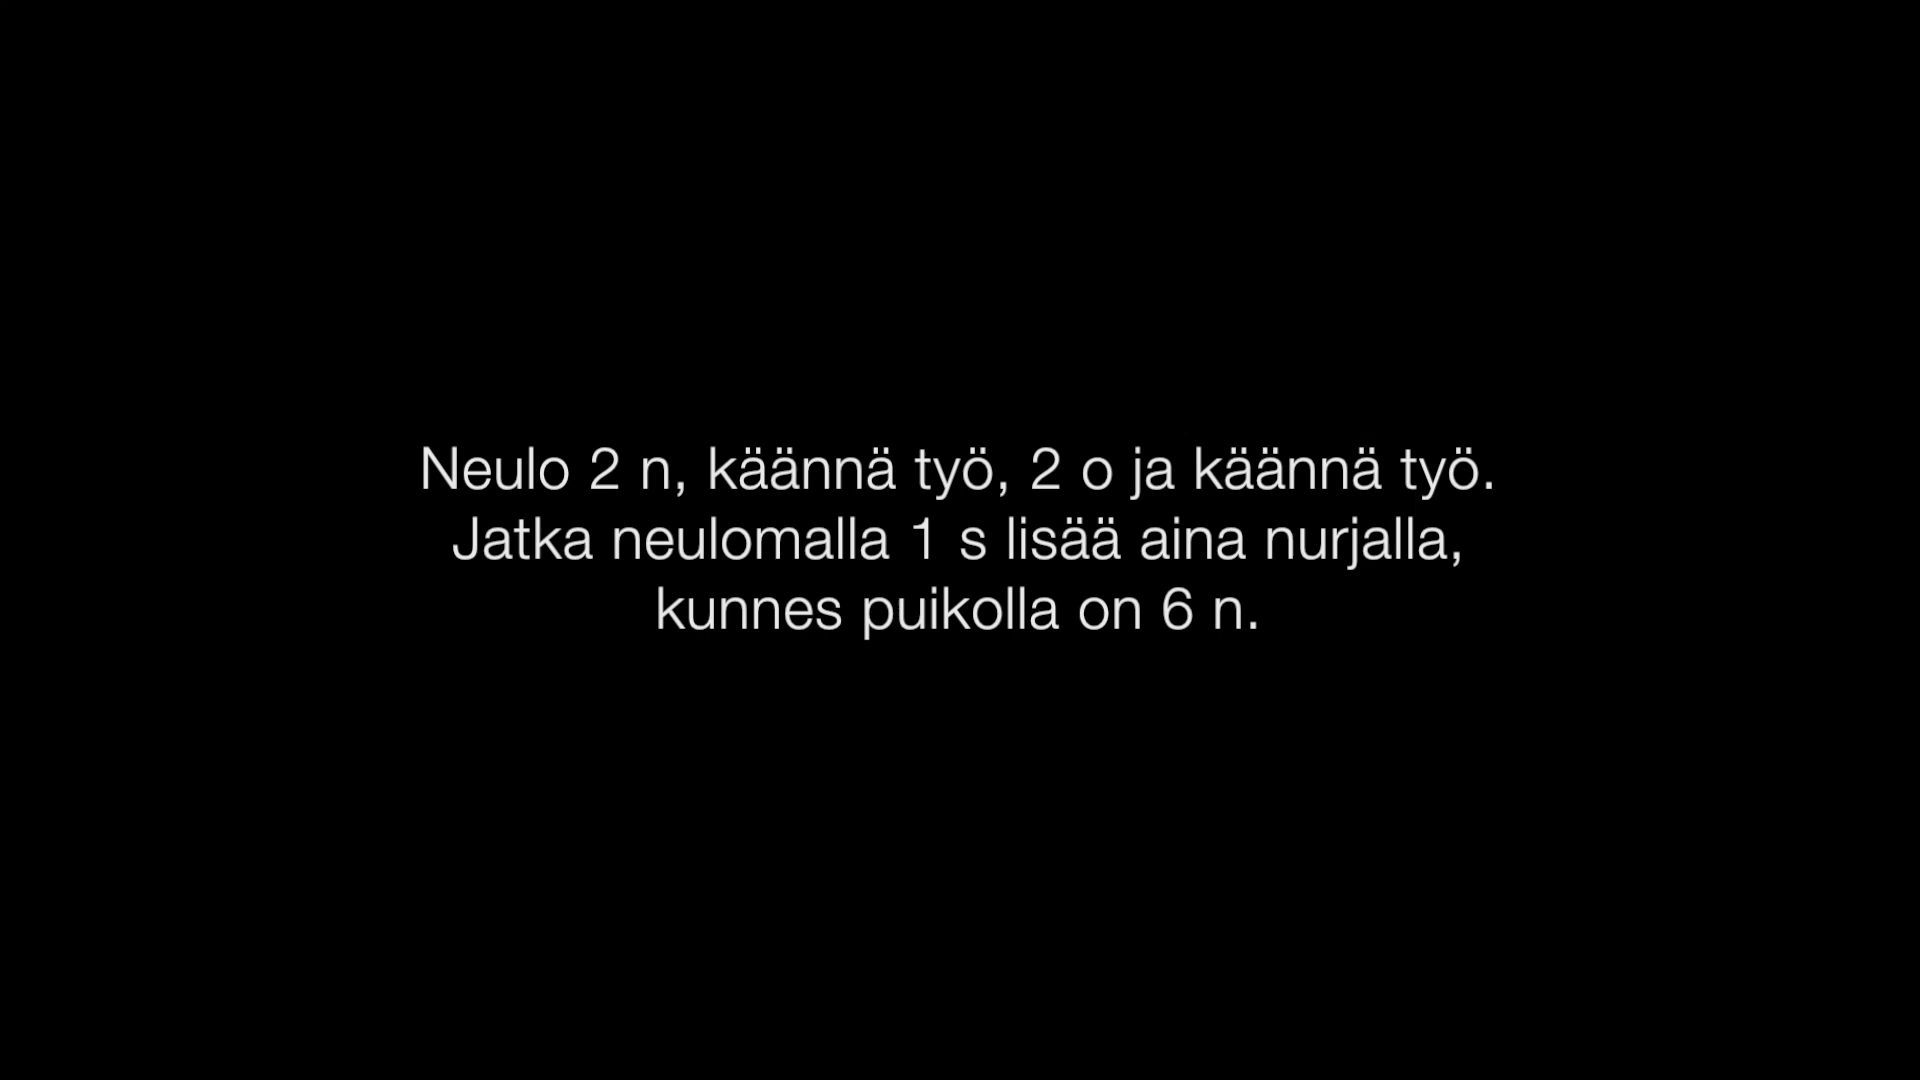 Neulo 2 n, käännä työ, 2 o ja käännä työ.
Jatka neulomalla 1 s lisää aina nurjalla,
kunnes puikolla on 6 n.